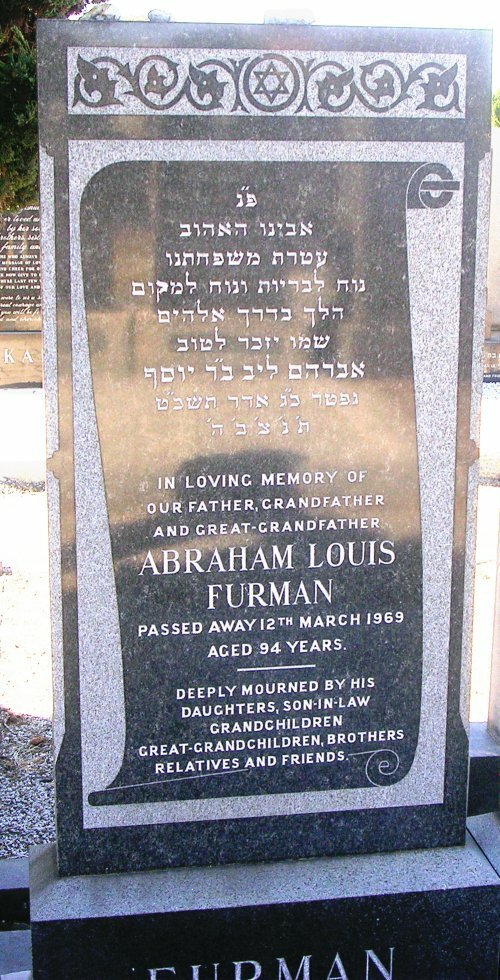 פ״נ
אבינו האהוב
עטרת משפחתנו
נוח לבריות ונוח למקום
הלך בדרך אלהים
שמו יזכר לטוב
אברהם ליב ב״ר יוסף
נפטר כ״ג אדר תשכ״ט
ת׳ נ׳ צ׳ ב׳ ה׳
IN LOVING MEMORY OF
OUR FATHER, GRANDFATHER
AND GREAT-GRANDFATHER
ABRAHAM LOUIS
FURMAN
PASSED AWAY 12TH MARCH 1969
AGED 94 YEARS.
DEEPLY MOURNED BY HIS
DAUGHTERS, SON-IN-LAW
GRANDCHILDREN
GREAT-GRANDCHILDREN, BROTHERS
RELATIVES AND FRIENDS.
FURMAN